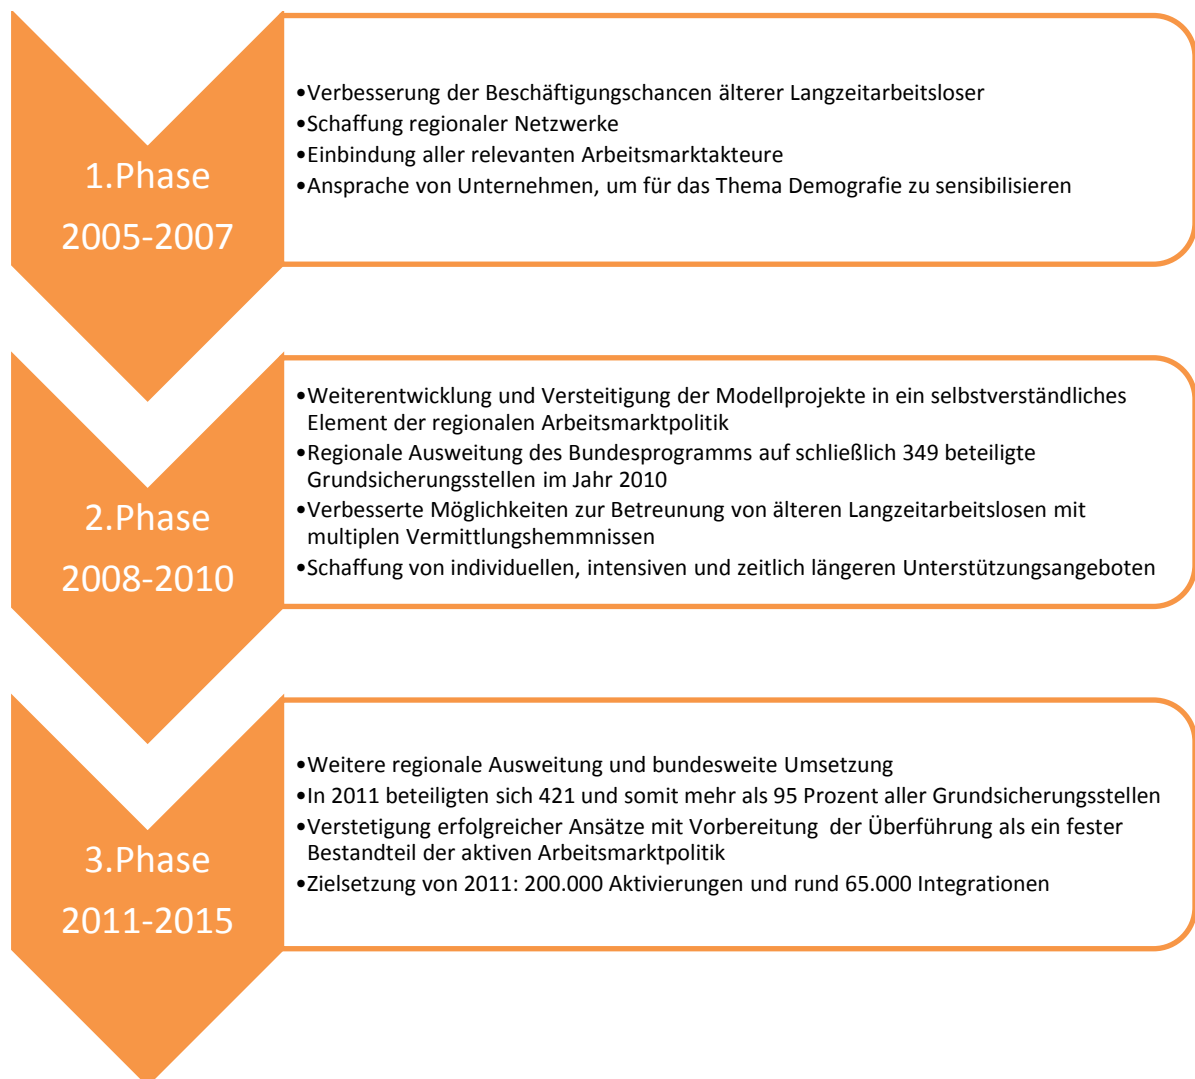 1.Phase
2005-2007
•Verbesserung der Beschäftigungschancen älterer Langzeitarbeitsloser
•Schaffung regionaler Netzwerke
•Einbindung aller relevanten Arbeitsmarktakteure
•Ansprache von Unternehmen, um für das Thema Demografie zu sensibilisieren
2.Phase
2008-2010
•Weiterentwicklung und Versteitigung der Modellprojekte in ein selbstverständliches
Element der regionalen Arbeitsmarktpolitik
•Regionale Ausweitung des Bundesprogramms auf schließlich 349 beteiligte
Grundsicherungsstellen im Jahr 2010
•Verbesserte Möglichkeiten zur Betreunung von älteren Langzeitarbeitslosen mit
multiplen Vermittlungshemmnissen
•Schaffung von individuellen, intensiven und zeitlich längeren Unterstützungsangeboten
3.Phase
2011-2015
•Weitere regionale Ausweitung und bundesweite Umsetzung
•In 2011 beteiligten sich 421 und somit mehr als 95 Prozent aller Grundsicherungsstellen
•Verstetigung erfolgreicher Ansätze mit Vorbereitung  der Überführung als ein fester
Bestandteil der aktiven Arbeitsmarktpolitik
•Zielsetzung von 2011: 200.000 Aktivierungen und rund 65.000 Integrationen